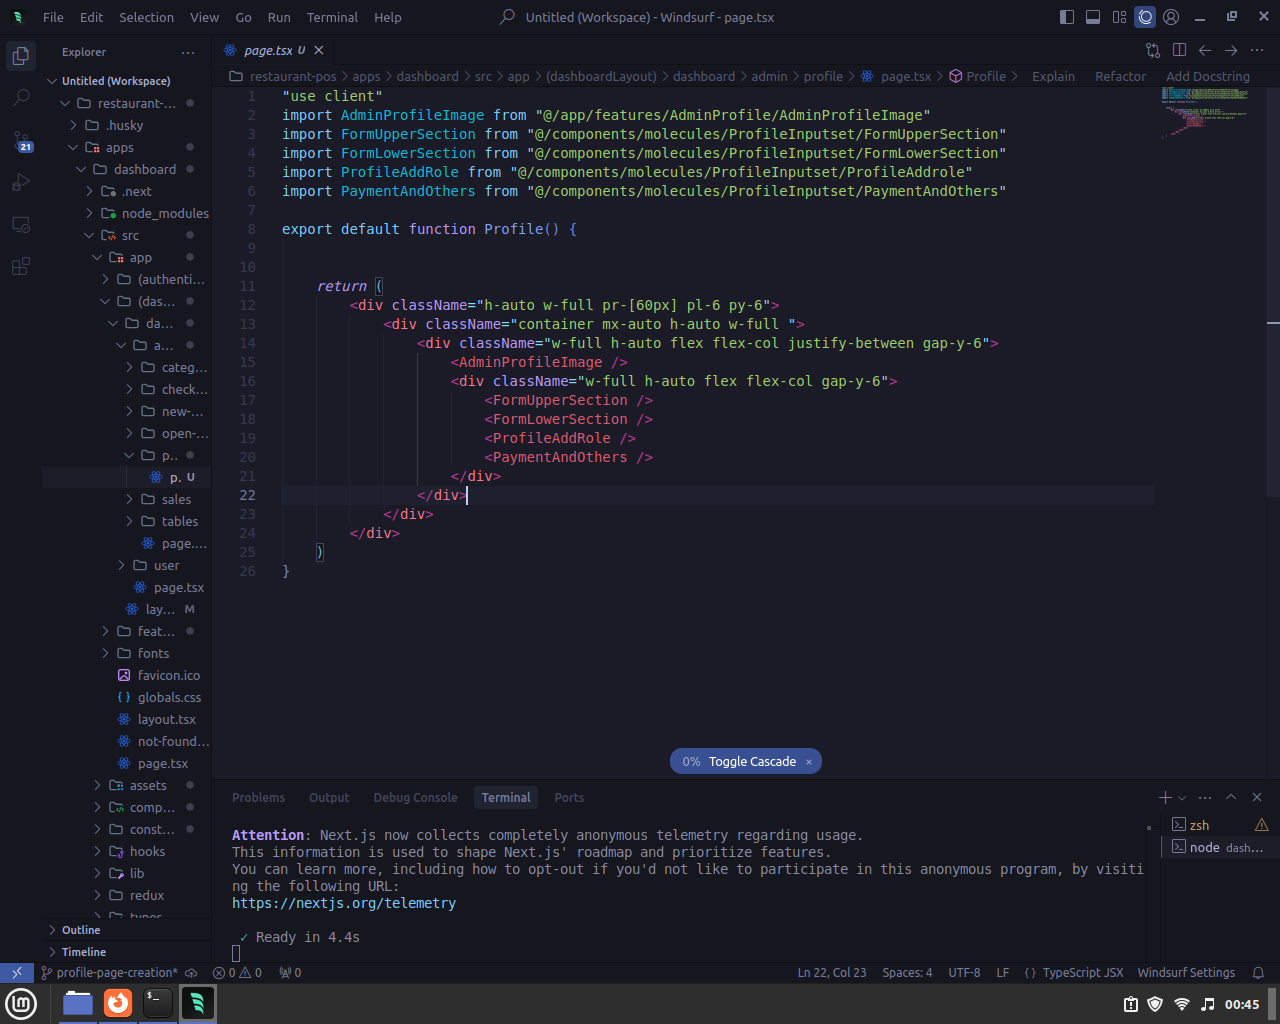 File Edit Selection View Go Run Terminal Help
Untitled (Workspace) - Windsurf - page.tsx
Explorer
page.tsx U
restaurant-pos > apps > dashboard > src > app > (dashboardLayout) > dashboard > admin > profile > page.tsx > Profile >
Explain Refactor Add Docstring
Untitled (Workspace)
restaurant-...
.husky
apps
21
dashboard
.next
node_modules
src
app
(authenti...
(das...
da...
a...
categ...
check...
new-...
open-...
p..
p. U
sales
tables
page....
user
page.tsx
lay... M
feat...
fonts
favicon.ico
globals.css
layout.tsx
not-found...
page.tsx
assets
comp...
const...
hooks
lib
redux
types
Outline
Timeline
1 "use client"
2 import AdminProfileImage from "@/app/features/AdminProfile/AdminProfileImage"
3 import FormUpperSection from "@/components/molecules/ProfileInputset/FormUpperSection"
4 import FormLowerSection from "@/components/molecules/ProfileInputset/FormLowerSection"
5 import ProfileAddRole from "@/components/molecules/ProfileInputset/ProfileAddrole"
6 import PaymentAndOthers from "@/components/molecules/ProfileInputset/PaymentAndOthers"
7
8 export default function Profile() {
9
10
11 return (
12 <div className="h-auto w-full pr-[60px] pl-6 py-6">
13 <div className="container mx-auto h-auto w-full ">
14 <div className="w-full h-auto flex flex-col justify-between gap-y-6">
15 <AdminProfileImage />
16 <div className="w-full h-auto flex flex-col gap-y-6">
17 <FormUpperSection />
18 <FormLowerSection />
19 <ProfileAddRole />
20 <PaymentAndOthers />
21 </div>
22 </div>
23 </div>
24 </div>
25 )
26 }
0% Toggle Cascade ×
Problems Output Debug Console Terminal Ports
Attention: Next.js now collects completely anonymous telemetry regarding usage.
This information is used to shape Next.js' roadmap and prioritize features.
You can learn more, including how to opt-out if you'd not like to participate in this anonymous program, by visiti
ng the following URL:
https://nextjs.org/telemetry
✓ Ready in 4.4s
zsh
node dash...
profile-page-creation* 0 0 0
Ln 22, Col 23 Spaces: 4 UTF-8 LF { } TypeScript JSX Windsurf Settings
00:45